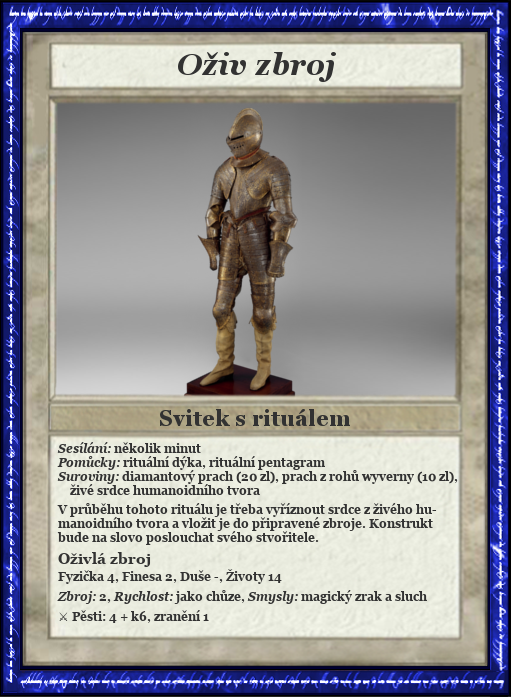 Oživ zbroj
Svitek s rituálem
Sesílání: několik minut
Pomůcky: rituální dýka, rituální pentagram
Suroviny: diamantový prach (20 zl), prach z rohů wyverny (10 zl),
živé srdce humanoidního tvora
V průběhu tohoto rituálu je třeba vyříznout srdce z živého hu-
manoidního tvora a vložit je do připravené zbroje. Konstrukt
bude na slovo poslouchat svého stvořitele.
Oživlá zbroj
Fyzička 4, Finesa 2, Duše -, Životy 14
Zbroj: 2, Rychlost: jako chůze, Smysly: magický zrak a sluch
⚔ Pěsti: 4 + k6, zranění 1